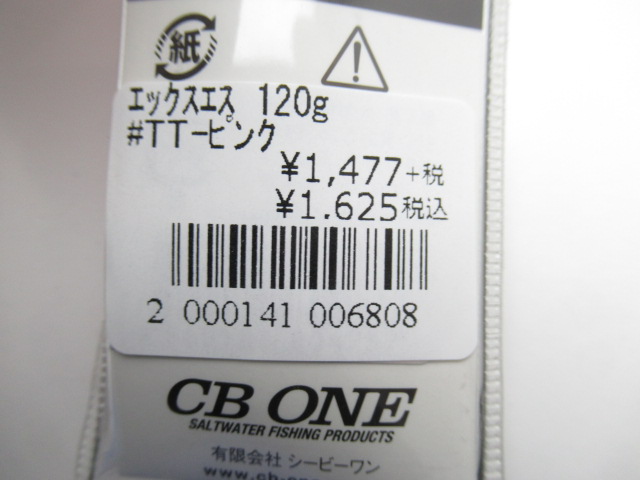 紙
エックスエス 120g
#TT-ピンク
¥1,477+税
¥1.625税込
2 000141 006808
CB ONE
SALTWATER FISHING PRODUCTS
有限会社 シービーワン